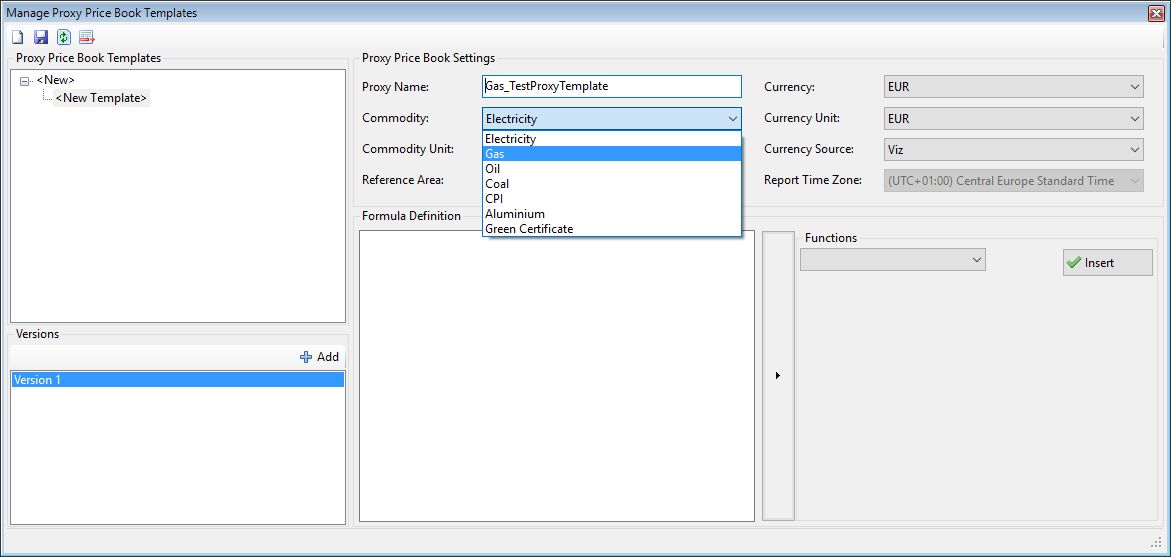 Manage Proxy Price Book Templates
Proxy Price Book Templates
<New>
<New Template>
Versions
Add
Version 1
Proxy Price Book Settings
Proxy Name:
Gas_TestProxyTemplate
Commodity:
Electricity
Electricity
Gas
Oil
Coal
CPI
Aluminium
Green Certificate
Commodity Unit:
Reference Area:
Currency:
EUR
Currency Unit:
EUR
Currency Source:
Viz
Report Time Zone:
(UTC+01:00) Central Europe Standard Time
Formula Definition
Functions
Insert